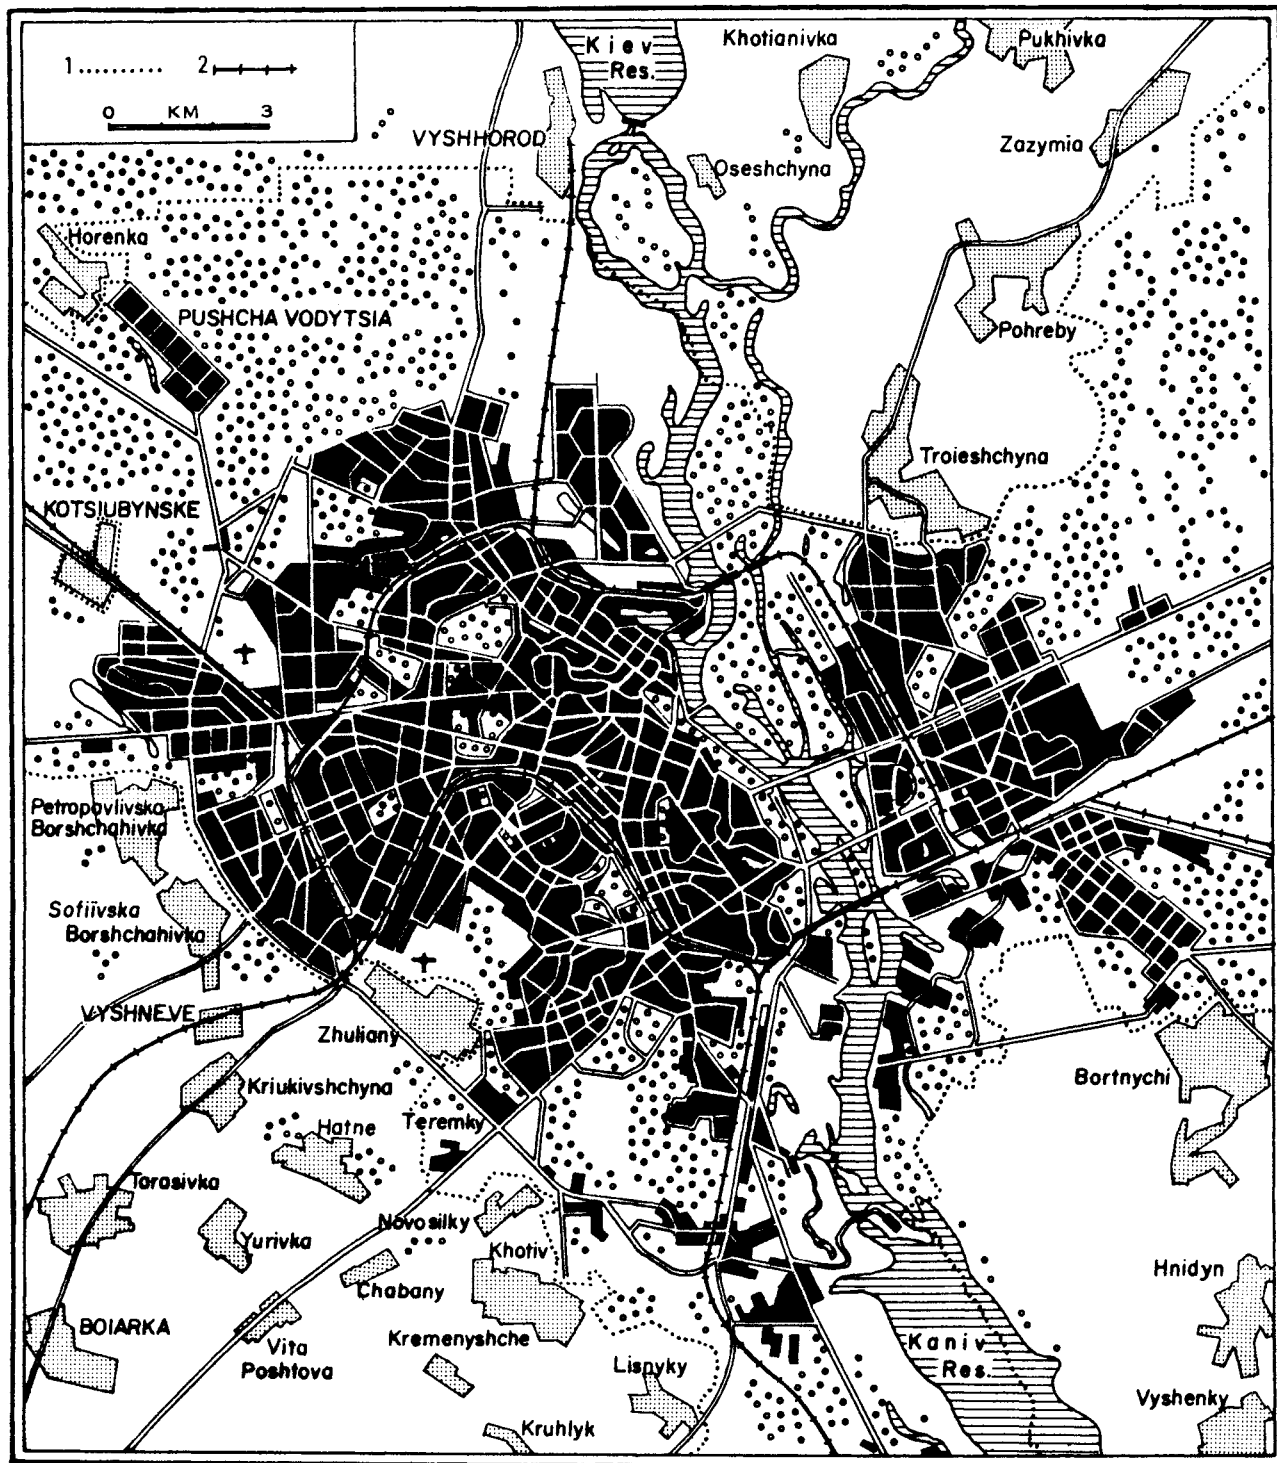 Kiev
Res.
Khotianivka
Pukhivka
1 2
0 KM 3
VYSHHOROD
Oseshchyna
Zazymia
Horenka
PUSHCHA VODYTSIA
Pohreby
Troieshchyna
KOTSIUBYNSKE
Petropavlivska
Borshchahivka
Sofiivska
Borshchahivka
VYSHNEVE
Zhuliany
Kriukivshchyna
Bortnychi
Hatne
Teremky
Tarasivka
Novosilky
Yurivka
Khotiv
Hnidyn
Chabany
BOIARKA
Vita
Poshtova
Kremenyshche
Kaniv
Res.
Lisnyky
Vyshenky
Kruhlyk